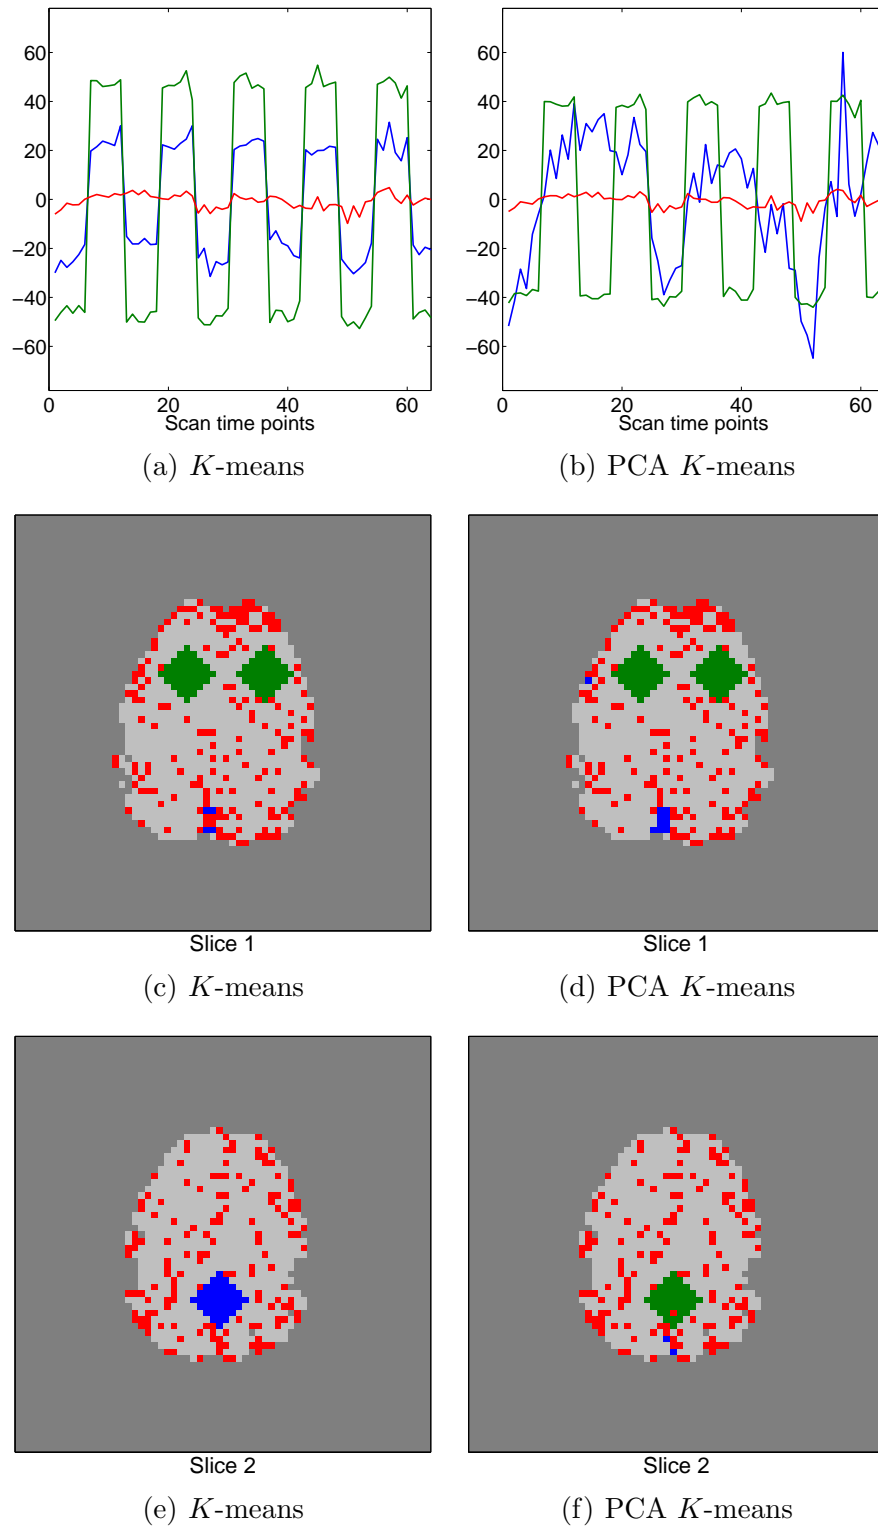 60
40
20
0
−20
−40
−60
0 20 40 60
Scan time points
(a) K-means
60
40
20
0
−20
−40
−60
0 20 40 60
Scan time points
(b) PCA K-means
Slice 1
(c) K-means
Slice 1
(d) PCA K-means
Slice 2
(e) K-means
Slice 2
(f) PCA K-means